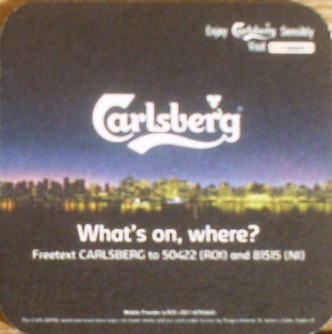 Enjoy Carlsberg Sensibly
Visit
Carlsberg
What's on, where?
Freetext CARLSBERG to 50422 (ROI) and 81515 (NI)